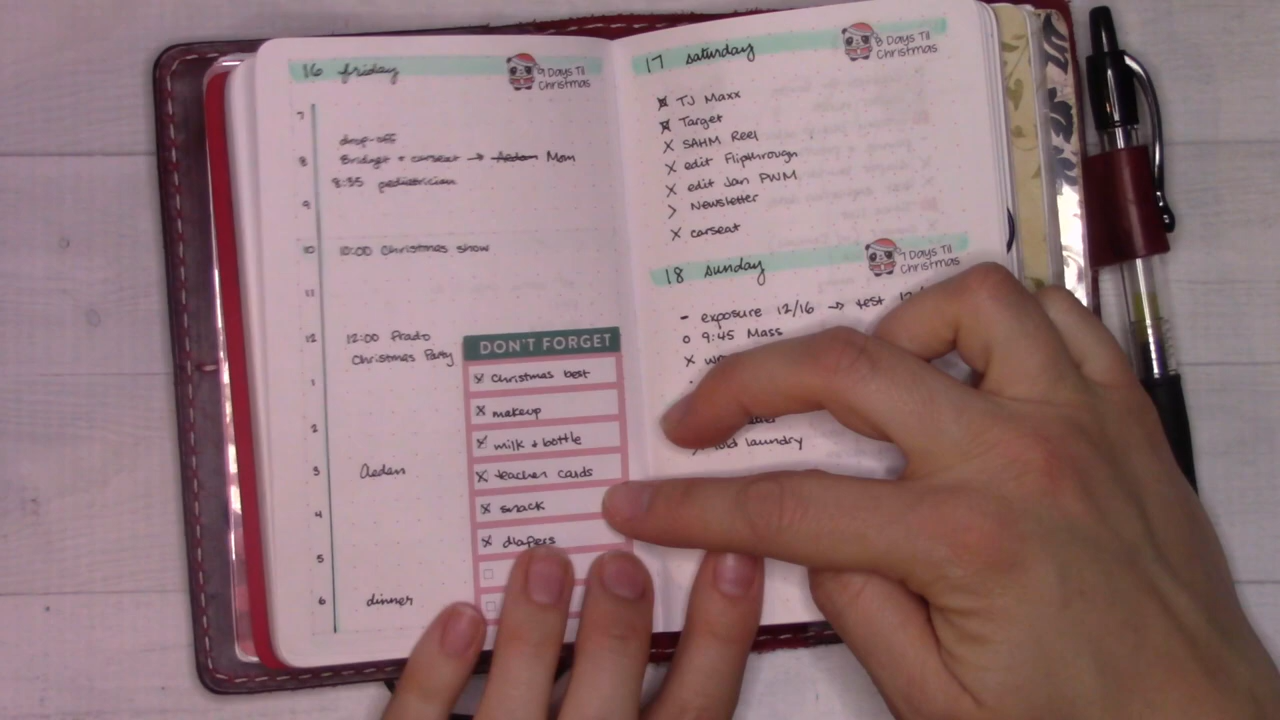 16 friday
9 Days Til
Christmas
7
drop-off
8 Bridget + carseat → Aedan Mom
8:35 pediatrician
9
10 10:00 Christmas show
11
12 12:00 Prado
Christmas Party
1
2
3 Aedan
4
5
6 dinner
DON'T FORGET
x Christmas best
x makeup
x milk + bottle
x teacher cards
x snack
x diapers
17 saturday
8 Days Til
Christmas
x TJ Maxx
x Target
x SAHM Reel
x edit Flipthrough
x edit Jan PWM
> Newsletter
x carseat
18 sunday
7 Days Til
Christmas
- exposure 12/16 → test
o 9:45 Mass
x
fold laundry